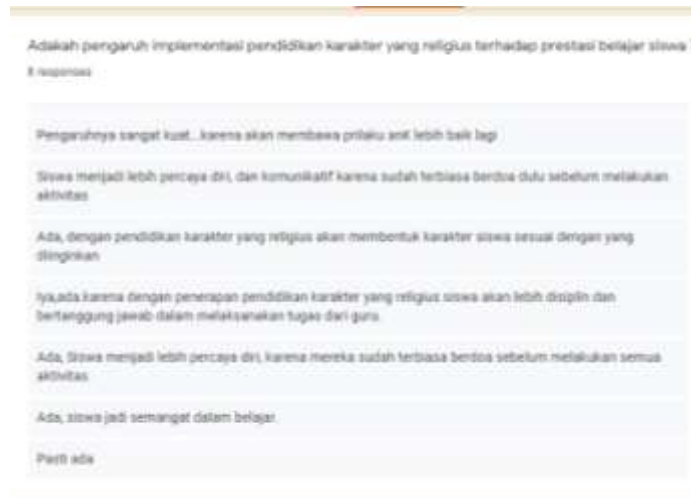 Adakah pengaruh implementasi pendidikan karakter yang religius terhadap prestasi belajar siswa
8 responses
Pengaruhnya sangat kuat...karena akan membawa prilaku anit lebih baik lagi
Siswa menjadi lebih percaya diri, dan komunikatif karena sudah terbiasa berdoa dulu sebelum melakukan
aktivitas
Ada, dengan pendidikan karakter yang religius akan membentuk karakter siswa sesuai dengan yang
diinginkan
Iya,ada.karena dengan penerapan pendidikan karakter yang religius siswa akan lebih disiplin dan
bertanggung jawab dalam melaksanakan tugas dari guru.
Ada, Siswa menjadi lebih percaya diri, karena mereka sudah terbiasa berdoa sebelum melakukan semua
aktivitas
Ada, siswa jadi semangat dalam belajar.
Pasti ada